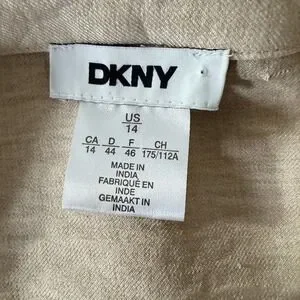 DKNY
US
14
CA D F CH
14 44 46 175/112A
MADE IN
INDIA
FABRIQUÉ EN
INDE
GEMAAKT IN
INDIA